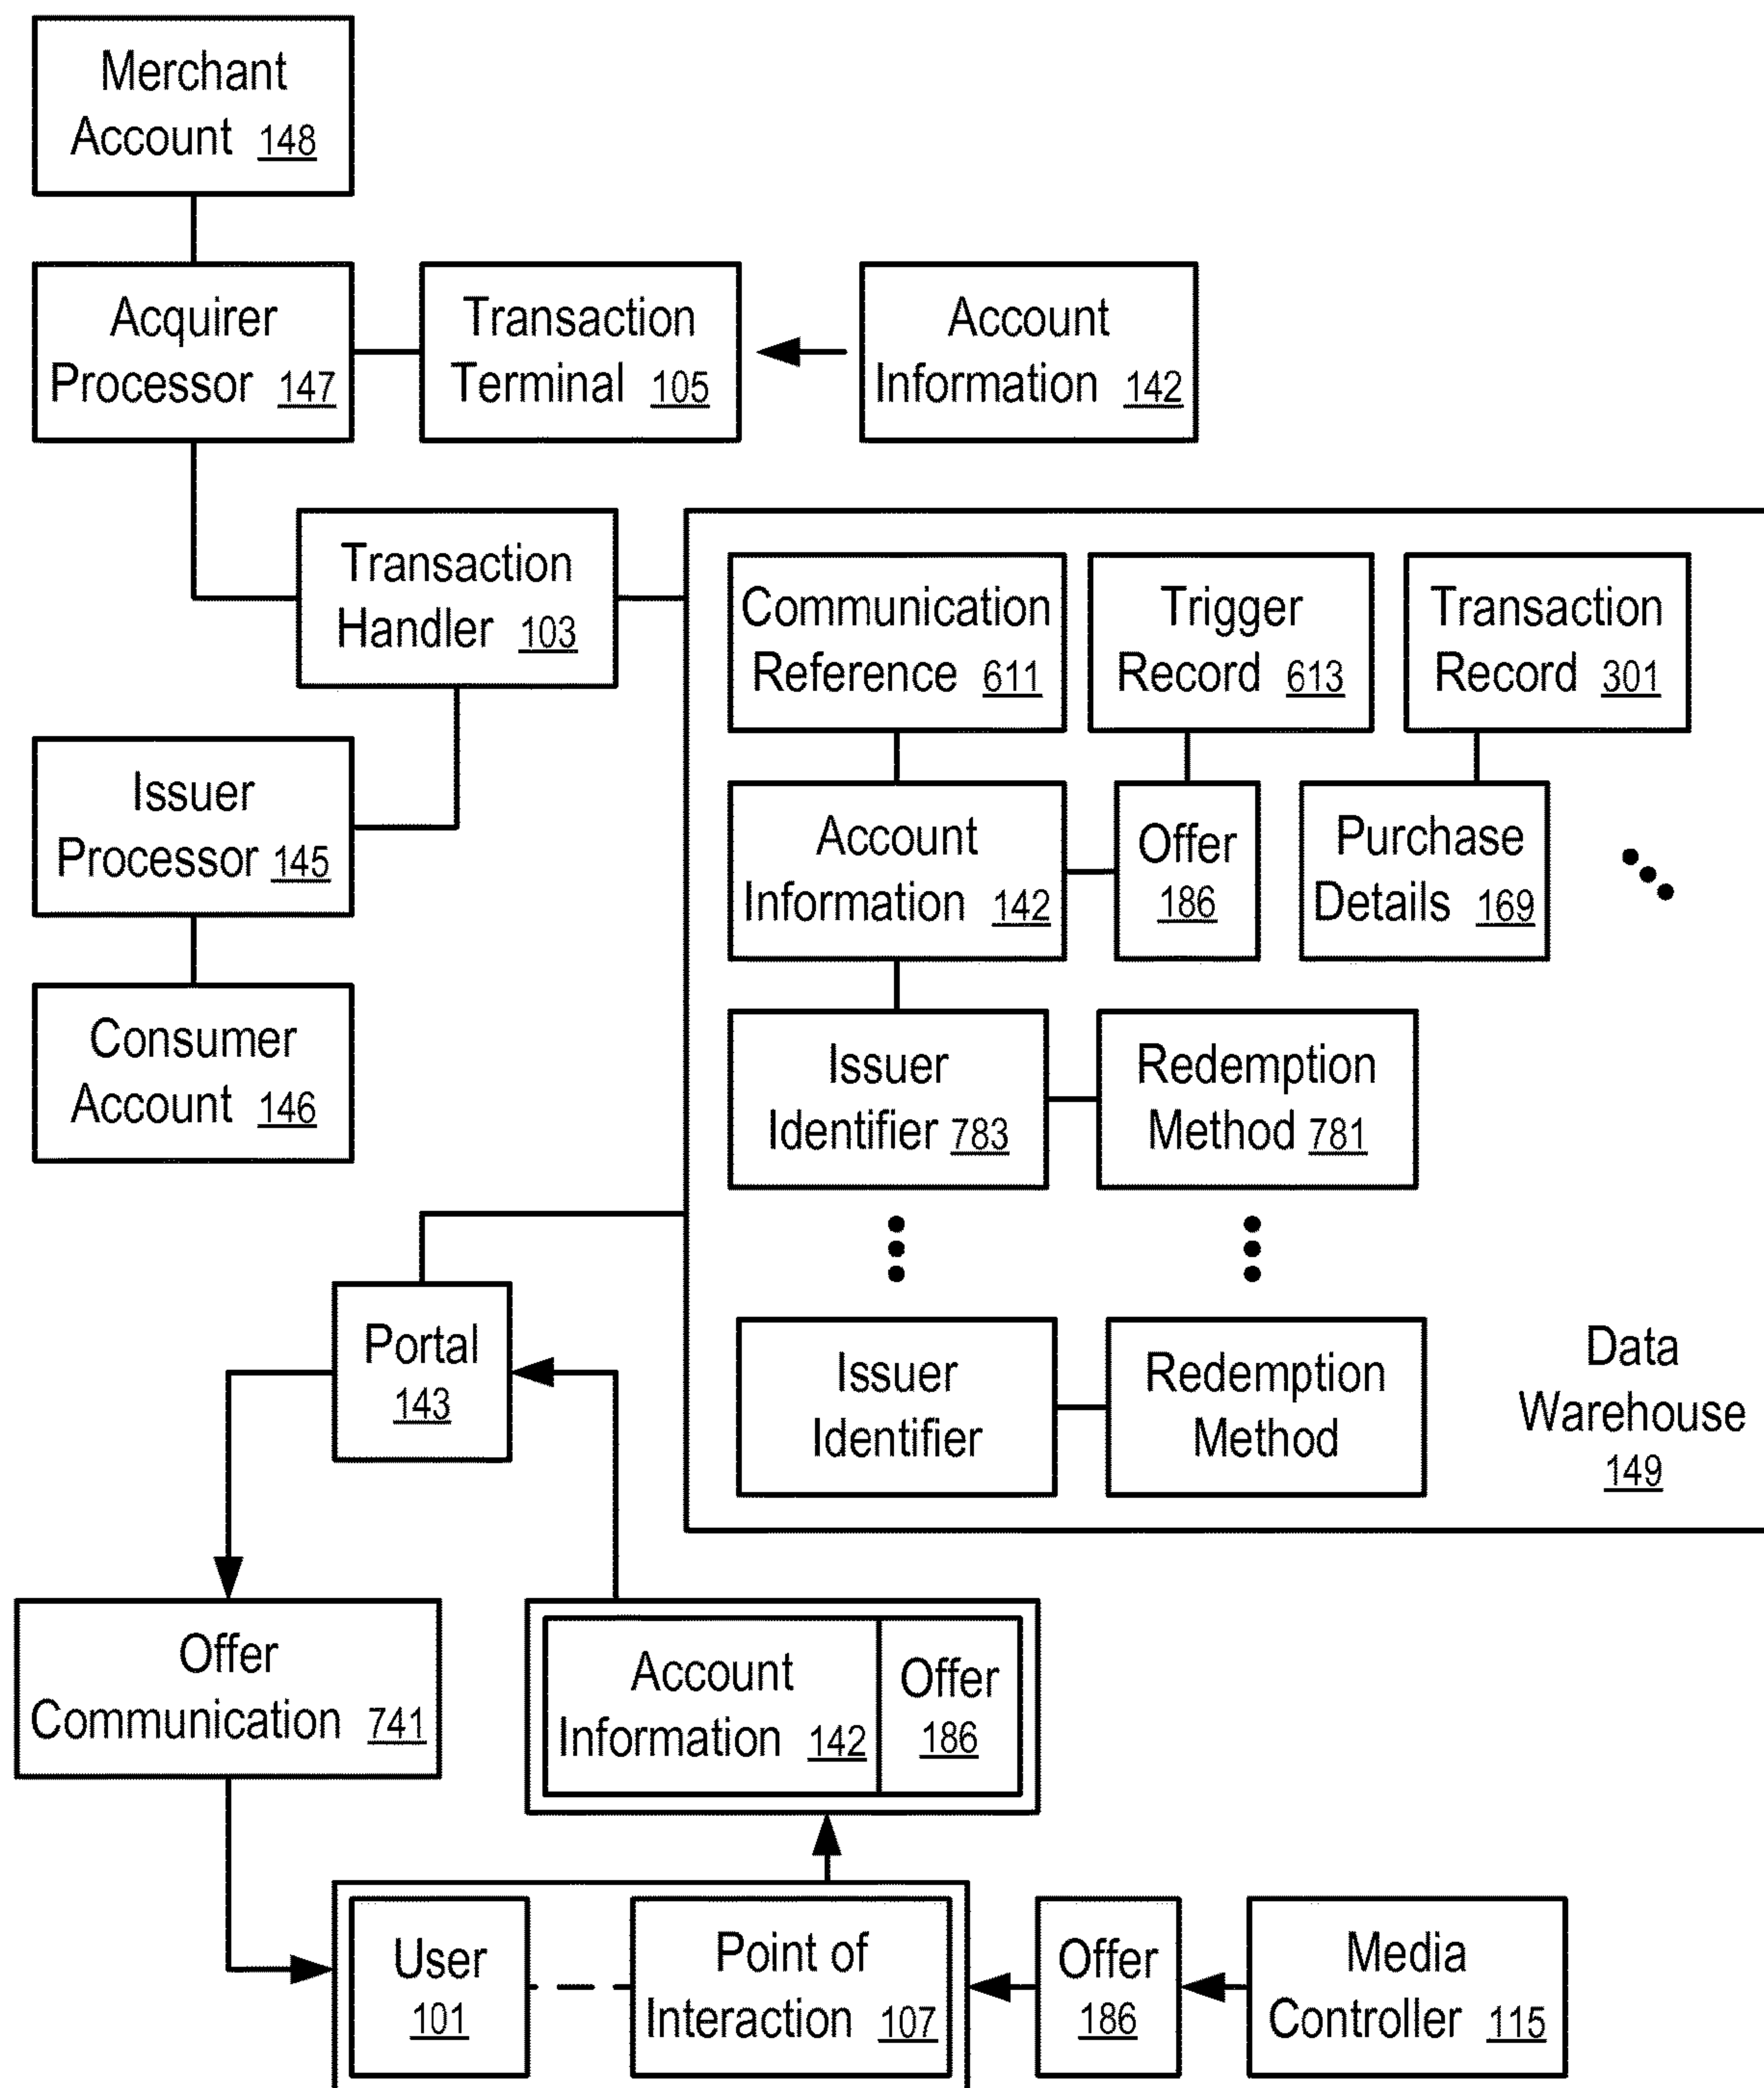 Merchant
Account 148
Acquirer
Processor 147
Transaction
Terminal 105
Account
Information 142
Transaction
Handler 103
Communication
Reference 611
Trigger
Record 613
Transaction
Record 301
Issuer
Processor 145
Account
Information 142
Offer
186
Purchase
Details 169
Consumer
Account 146
Issuer
Identifier 783
Redemption
Method 781
Portal
143
Issuer
Identifier
Redemption
Method
Data
Warehouse
149
Offer
Communication 741
Account
Information 142
Offer
186
User
101
Point of
Interaction 107
Offer
186
Media
Controller 115